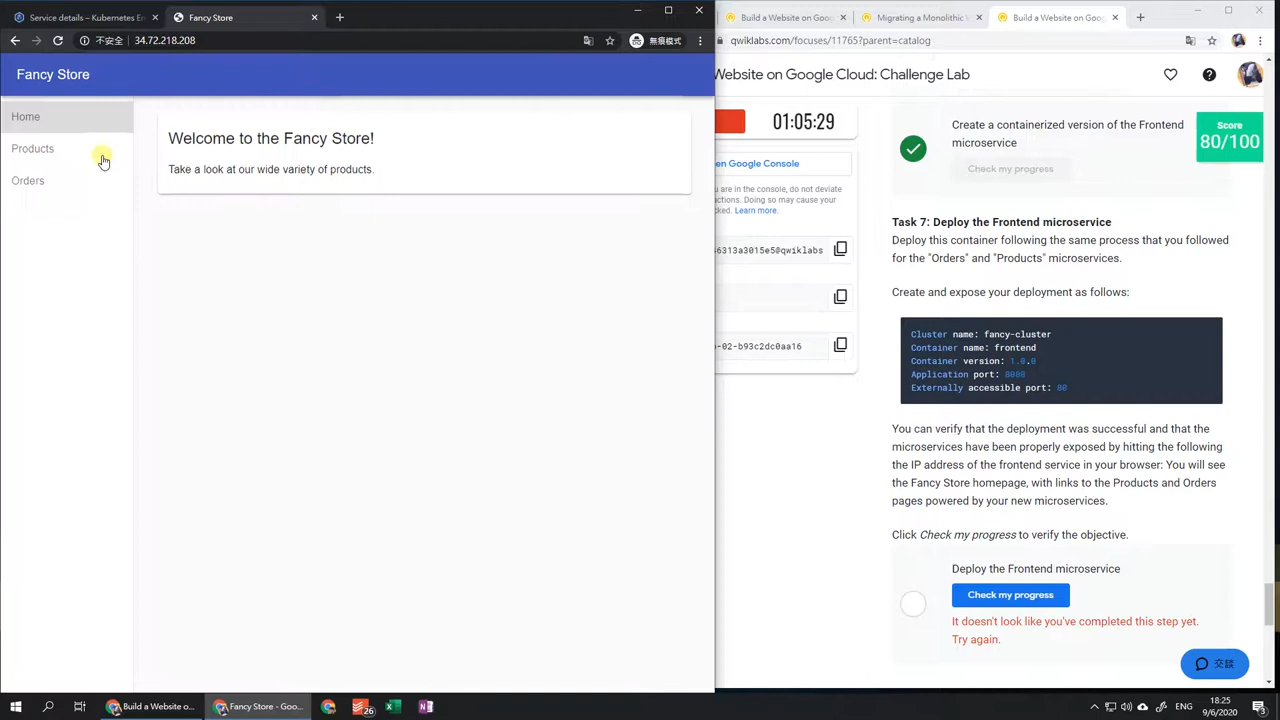 Service details – Kubernetes En
Fancy Store
不安全
34.72.218.208
無痕模式
Fancy Store
Home
Products
Orders
Welcome to the Fancy Store!
Take a look at our wide variety of products.
Build a Website on Goog
Migrating a Monolithic W
Build a Website on Goog
qwiklabs.com/focuses/11765?parent=catalog
Website on Google Cloud: Challenge Lab
01:05:29
en Google Console
u are in the console, do not deviate
uctions. Doing so may cause your
cked. Learn more.
6313a3015e5@qwiklabs
-02-b93c2dc0aa16
Create a containerized version of the Frontend
microservice
Check my progress
Score
80/100
Task 7: Deploy the Frontend microservice
Deploy this container following the same process that you followed
for the "Orders" and "Products" microservices.
Create and expose your deployment as follows:
Cluster name: fancy-cluster
Container name: frontend
Container version: 1.0.0
Application port: 8080
Externally accessible port: 80
You can verify that the deployment was successful and that the
microservices have been properly exposed by hitting the following
the IP address of the frontend service in your browser: You will see
the Fancy Store homepage, with links to the Products and Orders
pages powered by your new microservices.
Click Check my progress to verify the objective.
Deploy the Frontend microservice
Check my progress
It doesn't look like you've completed this step yet.
Try again.
交談
Build a Website o...
Fancy Store - Goo...
26
ENG
18:25
9/6/2020
3